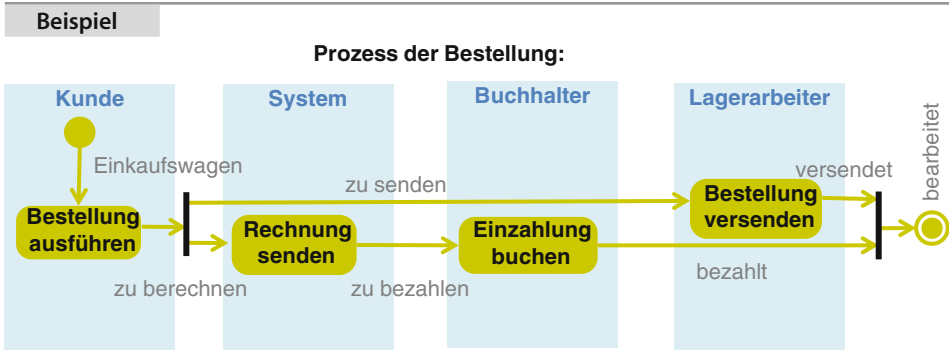 Beispiel
Prozess der Bestellung:
Kunde
System
Buchhalter
Lagerarbeiter
bearbeitet
Einkaufswagen
zu senden
versendet
Bestellung
ausführen
Rechnung
senden
Einzahlung
buchen
Bestellung
versenden
zu berechnen
zu bezahlen
bezahlt